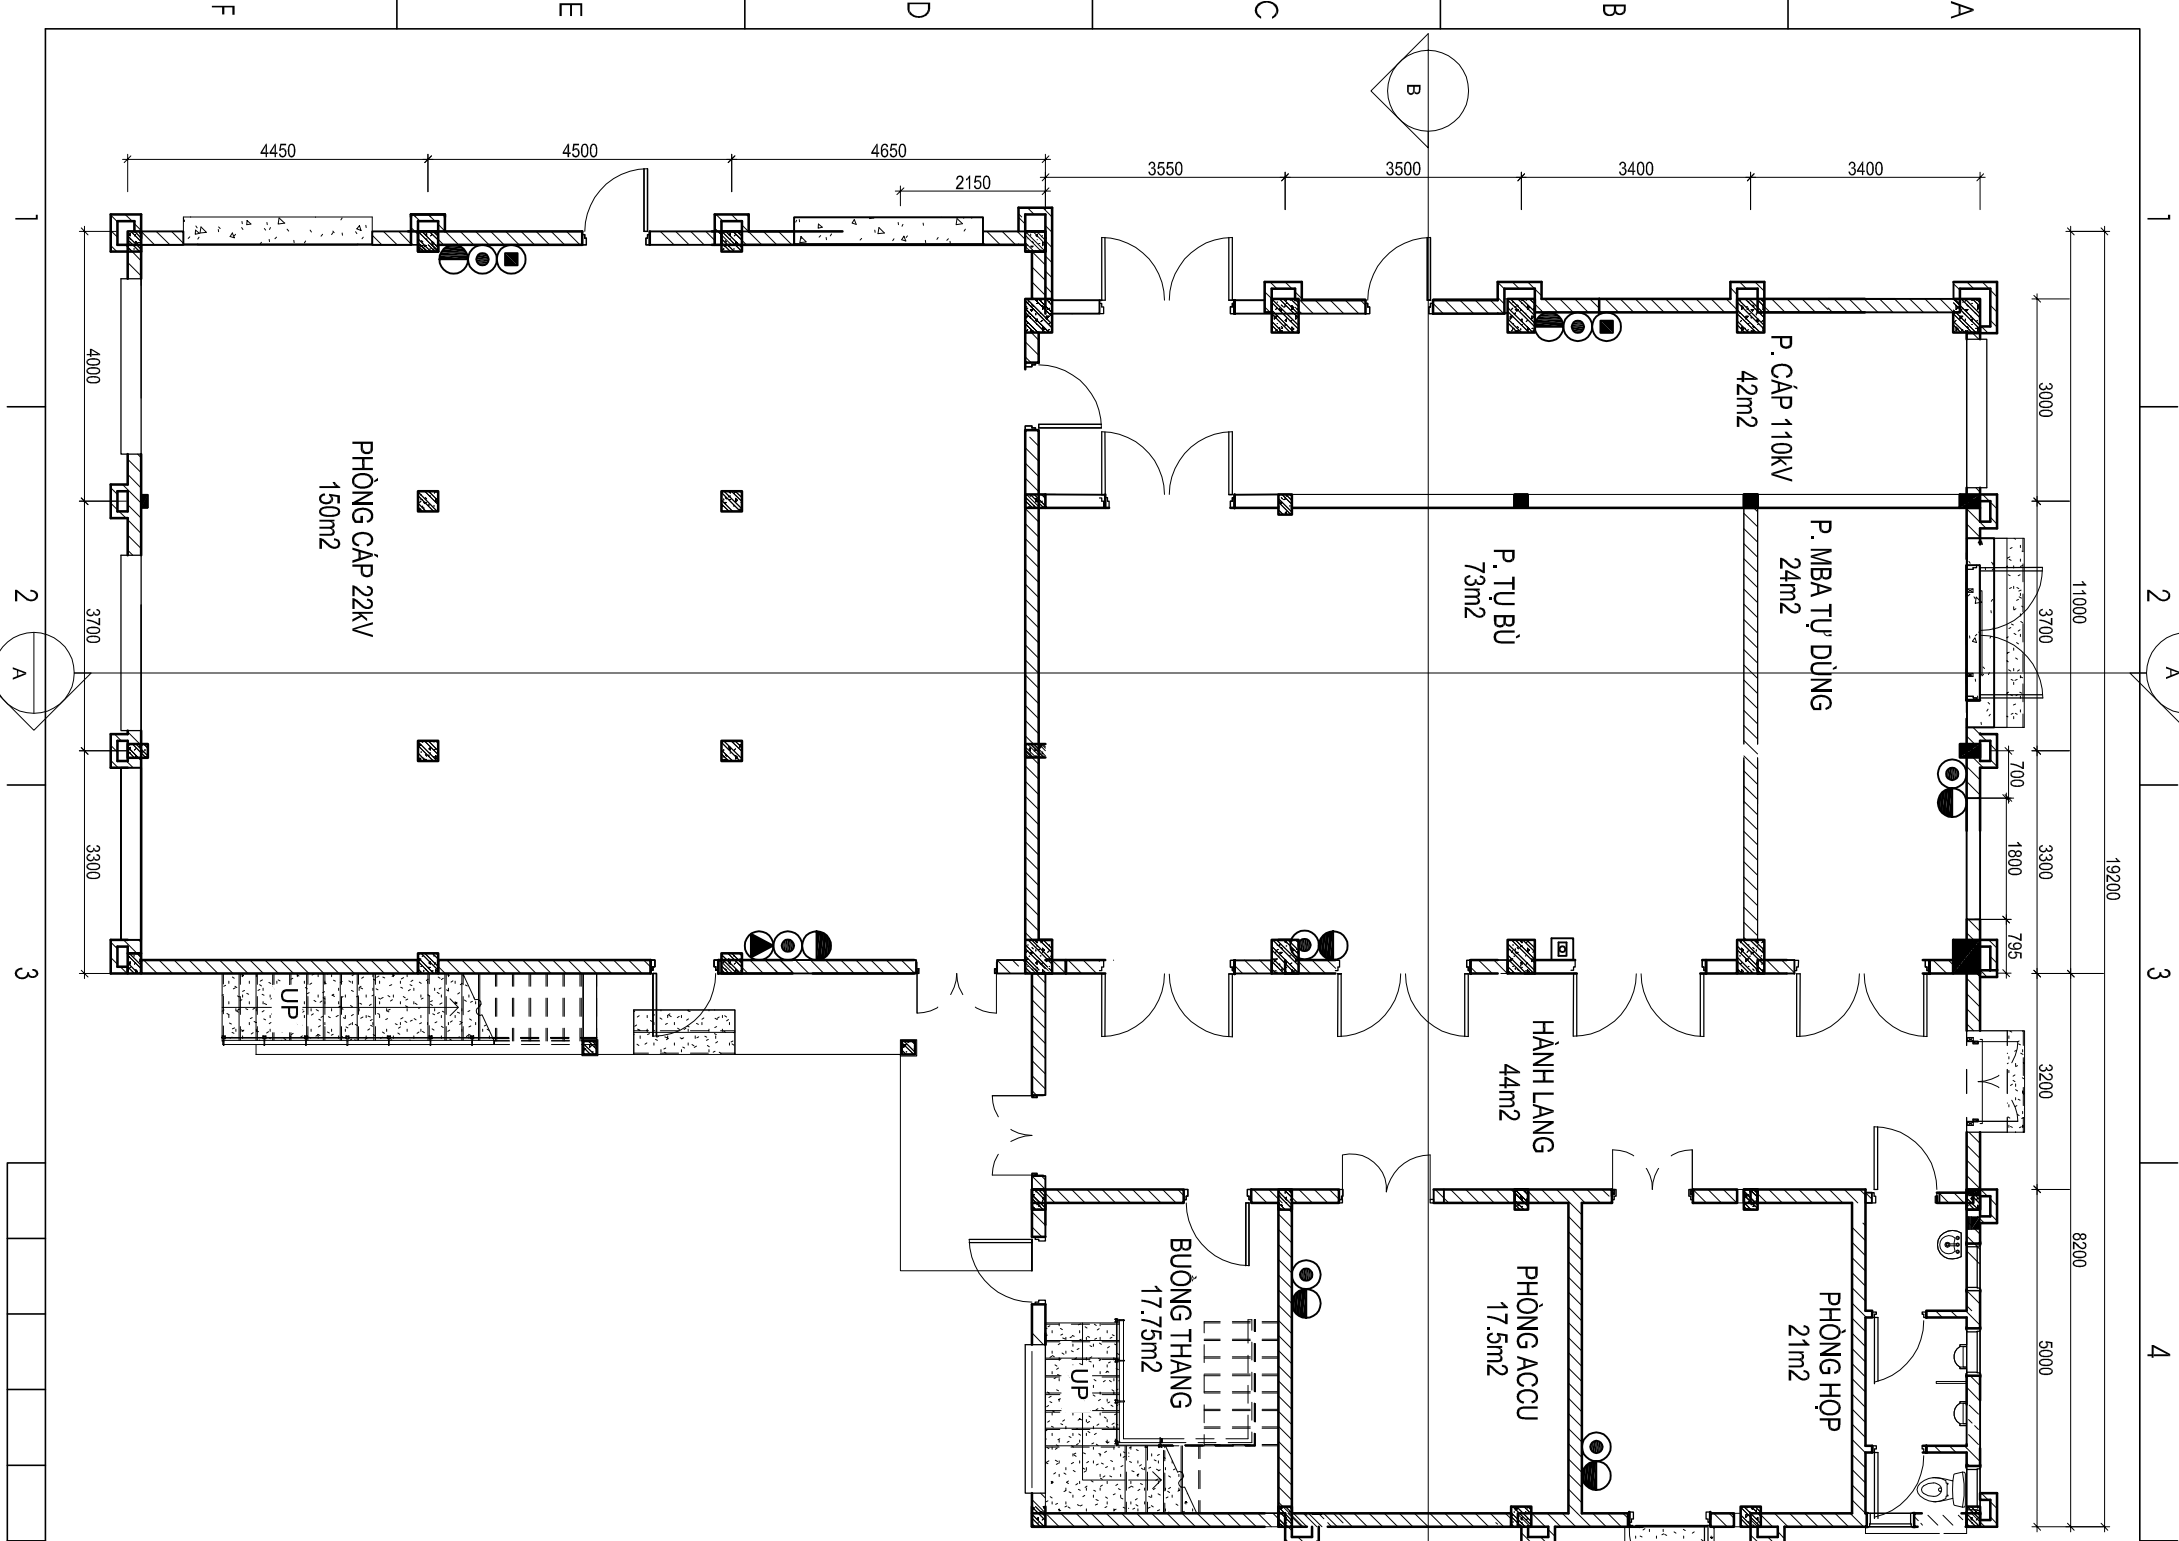 F
E
D
C
B
A
B
4450
4500
4650
2150
3550
3500
3400
3400
1
1
2
2
3
3
4
A
A
4000
3700
3300
3000
3700
3300
3200
5000
700
1800
795
11000
8200
19200
P. CÁP 110kV
42m2
PHÒNG CÁP 22kV
150m2
P. TỤ BÙ
73m2
P. MBA TỰ DÙNG
24m2
HÀNH LANG
44m2
UP
BUỒNG THANG
17.75m2
UP
PHÒNG ACCU
17.5m2
PHÒNG HỌP
21m2